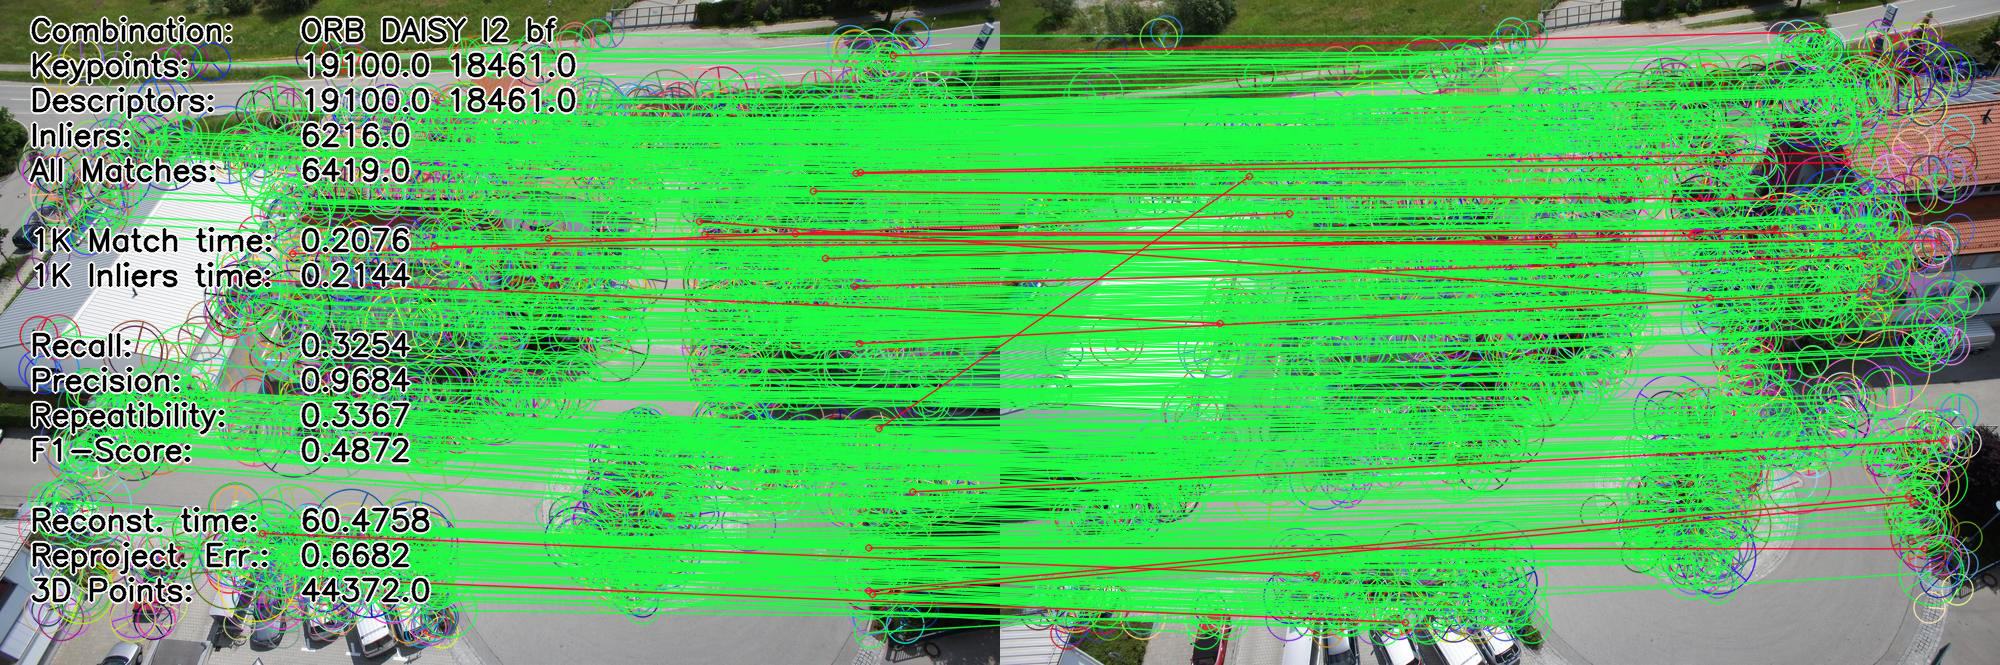 Combination: ORB DAISY l2 bf
Keypoints: 19100.0 18461.0
Descriptors: 19100.0 18461.0
Inliers: 6216.0
All Matches: 6419.0
1K Match time: 0.2076
1K Inliers time: 0.2144
Recall: 0.3254
Precision: 0.9684
Repeatibility: 0.3367
F1-Score: 0.4872
Reconst. time: 60.4758
Reproject. Err.: 0.6682
3D Points: 44372.0